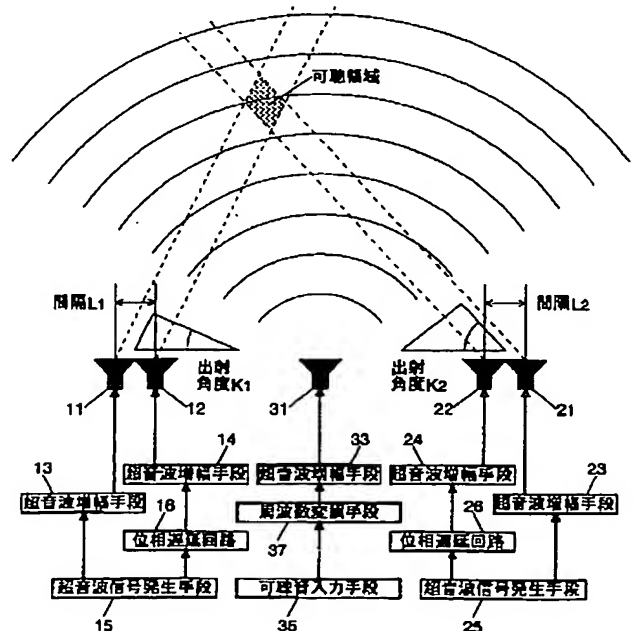 可聴領域
間隔L1
間隔L2
出射
角度K1
出射
角度K2
11
12
31
22
21
14
33
24
13
23
超音波増幅手段
超音波増幅手段
超音波増幅手段
超音波増幅手段
超音波増幅手段
16
周波数変調手段
26
37
位相遅延回路
位相遅延回路
超音波信号発生手段
可聴音入力手段
超音波信号発生手段
15
35
25